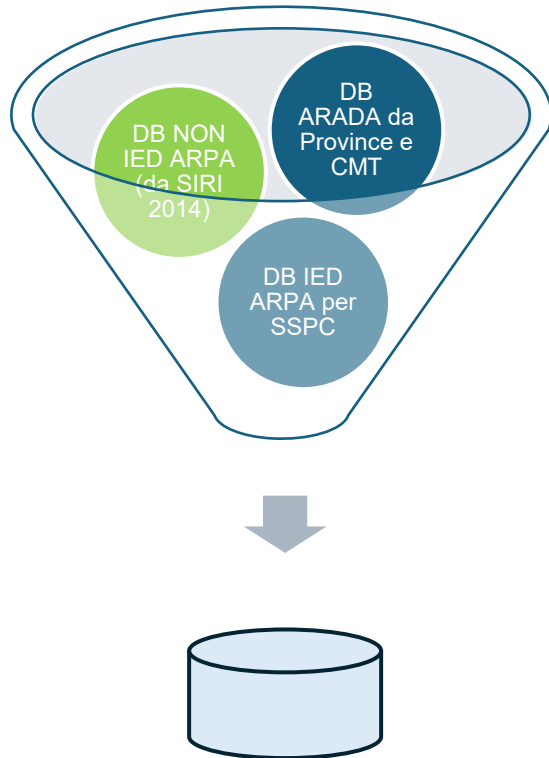 DB NON
IED ARPA
(da SIRI
2014)
DB
ARADA da
Province e
CMT
DB IED
ARPA per
SSPC